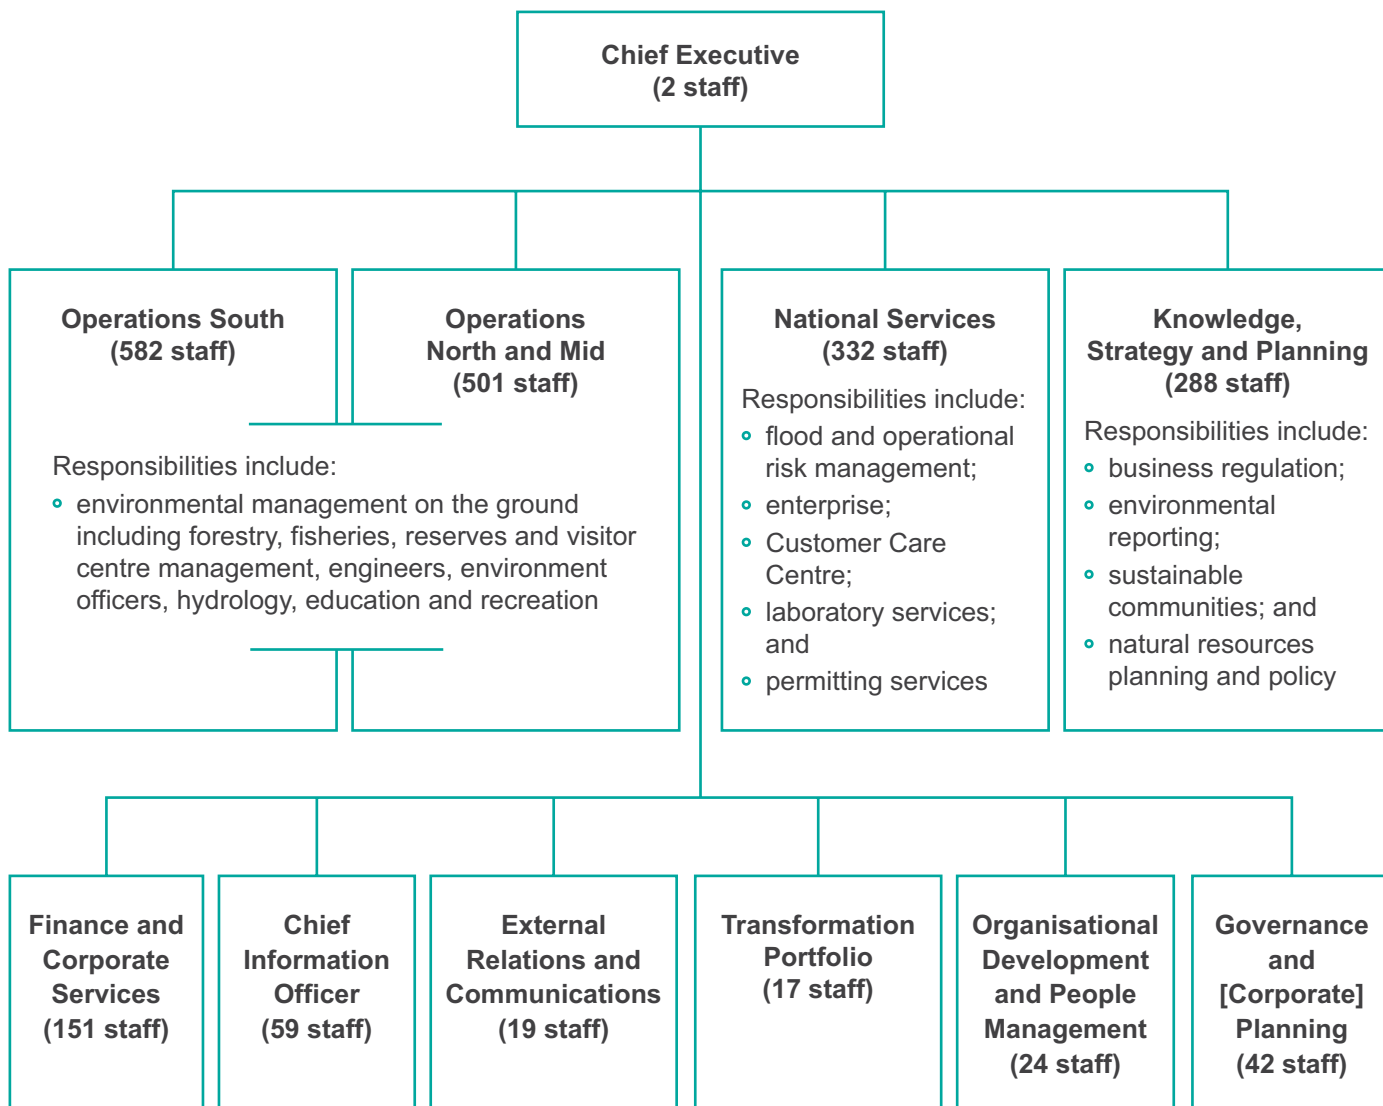 Chief Executive
(2 staff)
Operations South
(582 staff)
Operations
North and Mid
(501 staff)
Responsibilities include:
environmental management on the ground
including forestry, fisheries, reserves and visitor
centre management, engineers, environment
officers, hydrology, education and recreation
National Services
(332 staff)
Responsibilities include:
flood and operational
risk management;
enterprise;
Customer Care
Centre;
laboratory services;
and
permitting services
Knowledge,
Strategy and Planning
(288 staff)
Responsibilities include:
business regulation;
environmental
reporting;
sustainable
communities; and
natural resources
planning and policy
Finance and
Corporate
Services
(151 staff)
Chief
Information
Officer
(59 staff)
External
Relations and
Communications
(19 staff)
Transformation
Portfolio
(17 staff)
Organisational
Development
and People
Management
(24 staff)
Governance
and
[Corporate]
Planning
(42 staff)